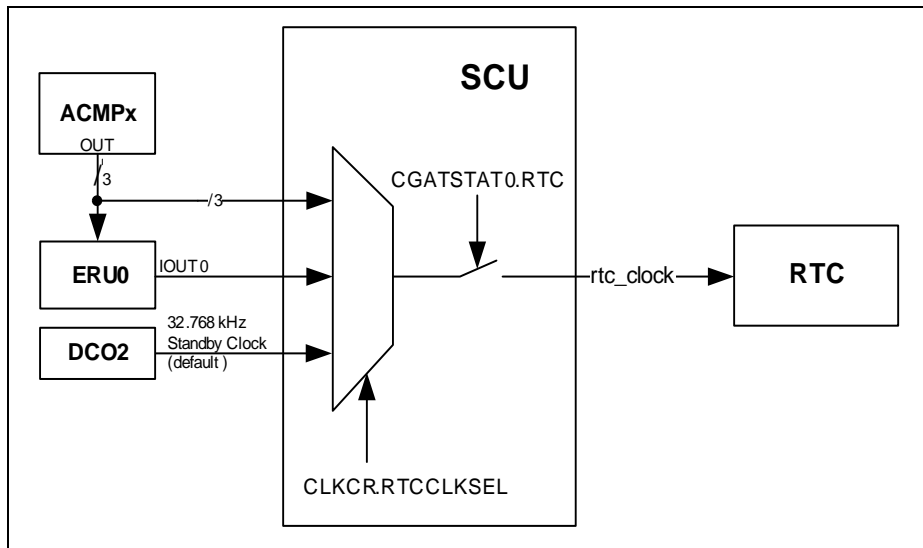 SCU
ACMPx
OUT
3
/3
CGATSTAT0.RTC
ERU0
IOUT0
rtc_clock
RTC
32.768 kHz
Standby Clock
(default )
DCO2
CLKCR.RTCCLKSEL